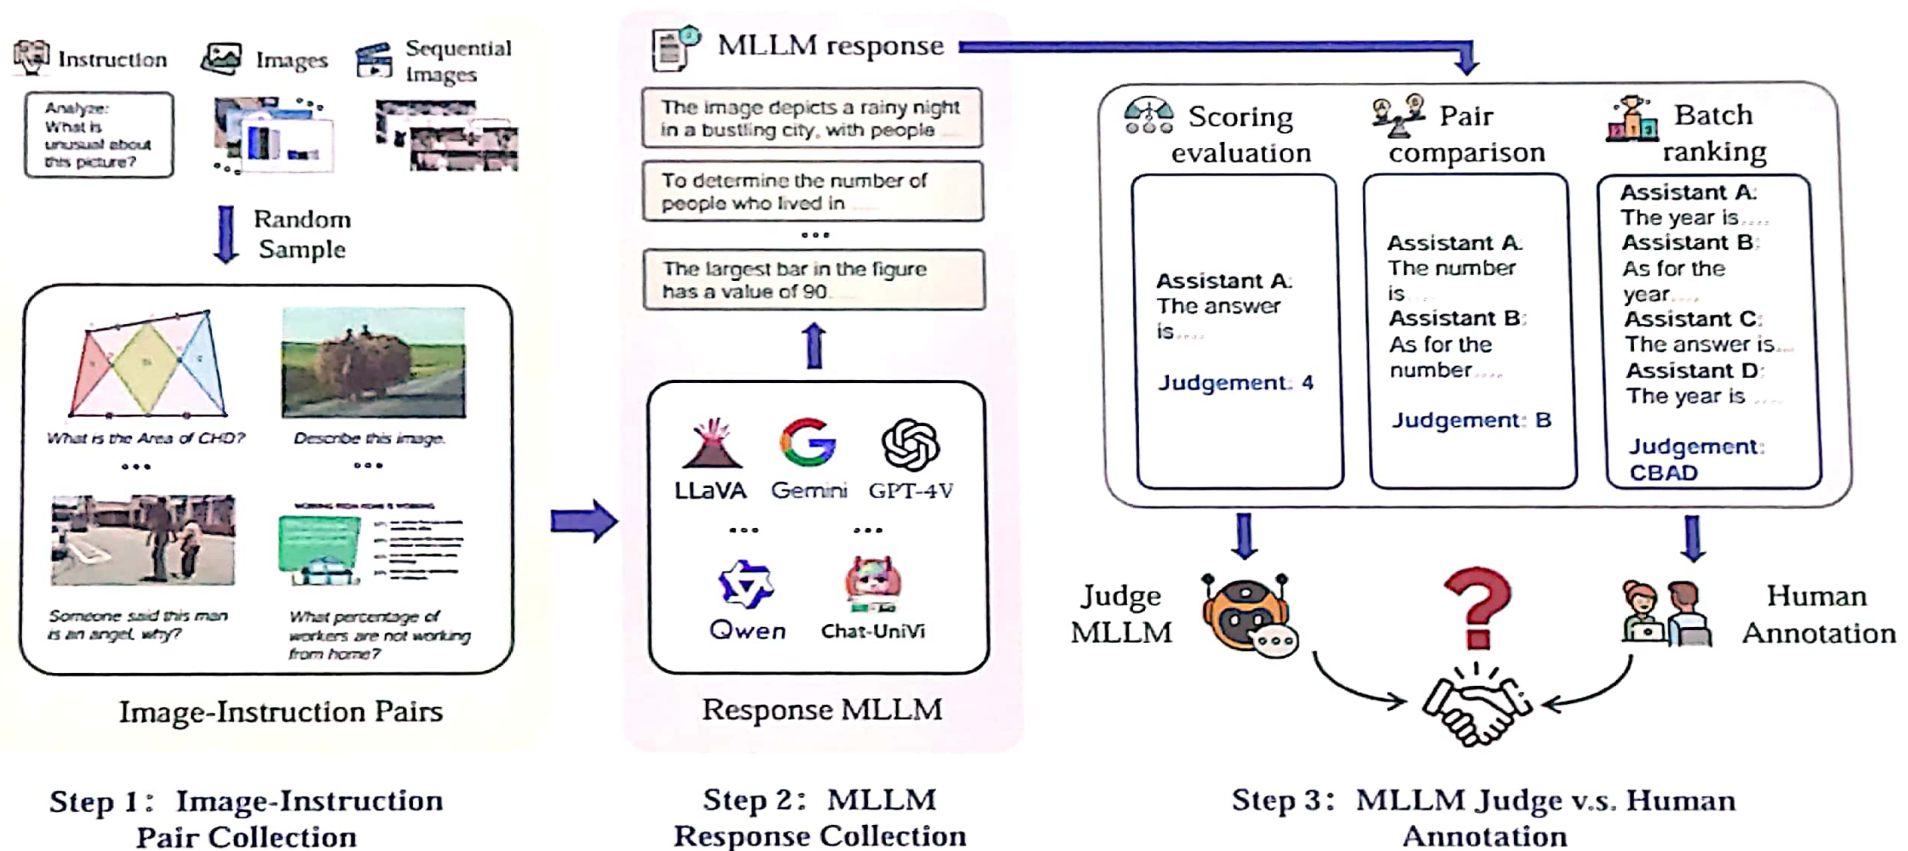 Instruction
Images
Sequential
Images
Analyze:
What is
unusual about
this picture?
Random
Sample
What is the Area of CHD?
Describe this image.
Someone said this man
is an angel, why?
WORKING FROM HOME IS WORKING
What percentage of
workers are not working
from home?
Image-Instruction Pairs
Step 1: Image-Instruction
Pair Collection
MLLM response
The image depicts a rainy night
in a bustling city, with people ....
To determine the number of
people who lived in ....
...
The largest bar in the figure
has a value of 90....
LLaVA
Gemini
GPT-4V
Qwen
Chat-UniVi
Response MLLM
Step 2: MLLM
Response Collection
Scoring
evaluation
Assistant A:
The answer
is....
Judgement: 4
Pair
comparison
Assistant A:
The number
is....
Assistant B:
As for the
number....
Judgement: B
Batch
ranking
Assistant A:
The year is....
Assistant B:
As for the
year....
Assistant C:
The answer is...
Assistant D:
The year is ....
Judgement:
CBAD
Judge
MLLM
Human
Annotation
Step 3: MLLM Judge v.s. Human
Annotation